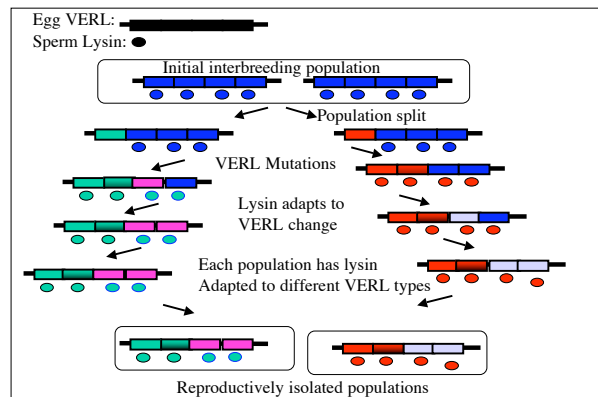 Egg VERL:
Sperm Lysin:
Initial interbreeding population
Population split
VERL Mutations
Lysin adapts to
VERL change
Each population has lysin
Adapted to different VERL types
Reproductively isolated populations